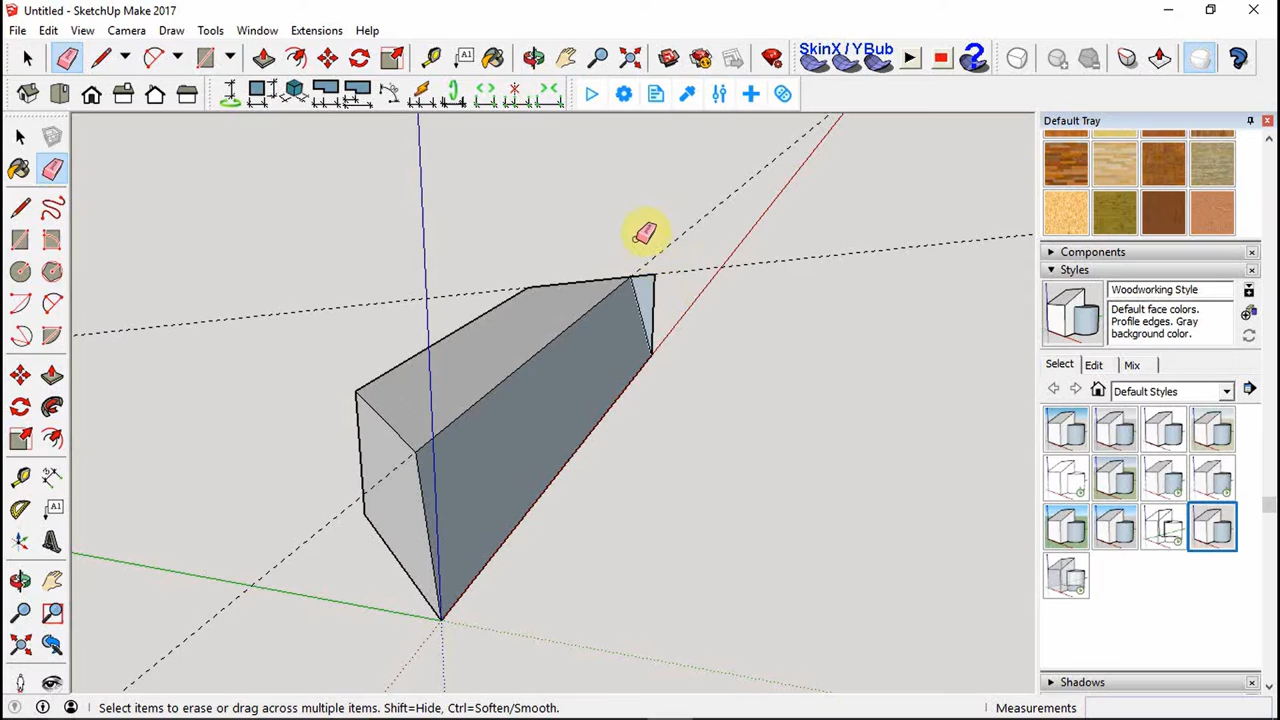 Untitled - SketchUp Make 2017
File Edit View Camera Draw Tools Window Extensions Help
A1
SkinX / YBub
Default Tray
Components
Styles
Woodworking Style
Default face colors.
Profile edges. Gray
background color.
Select Edit Mix
Default Styles
A1
Shadows
Select items to erase or drag across multiple items. Shift=Hide, Ctrl=Soften/Smooth.
Measurements